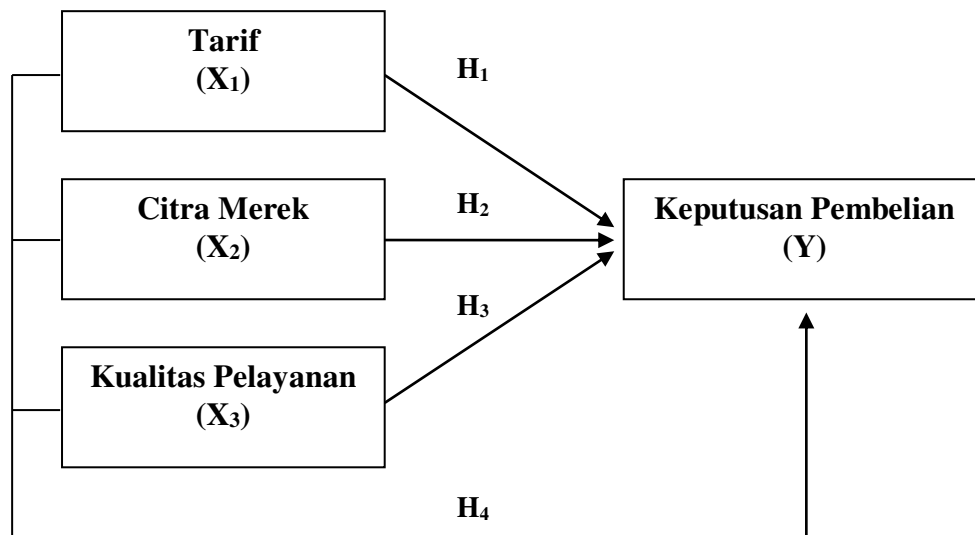 Tarif
(X₁)
H₁
Citra Merek
(X₂)
H₂
Keputusan Pembelian
(Y)
H₃
Kualitas Pelayanan
(X₃)
H₄